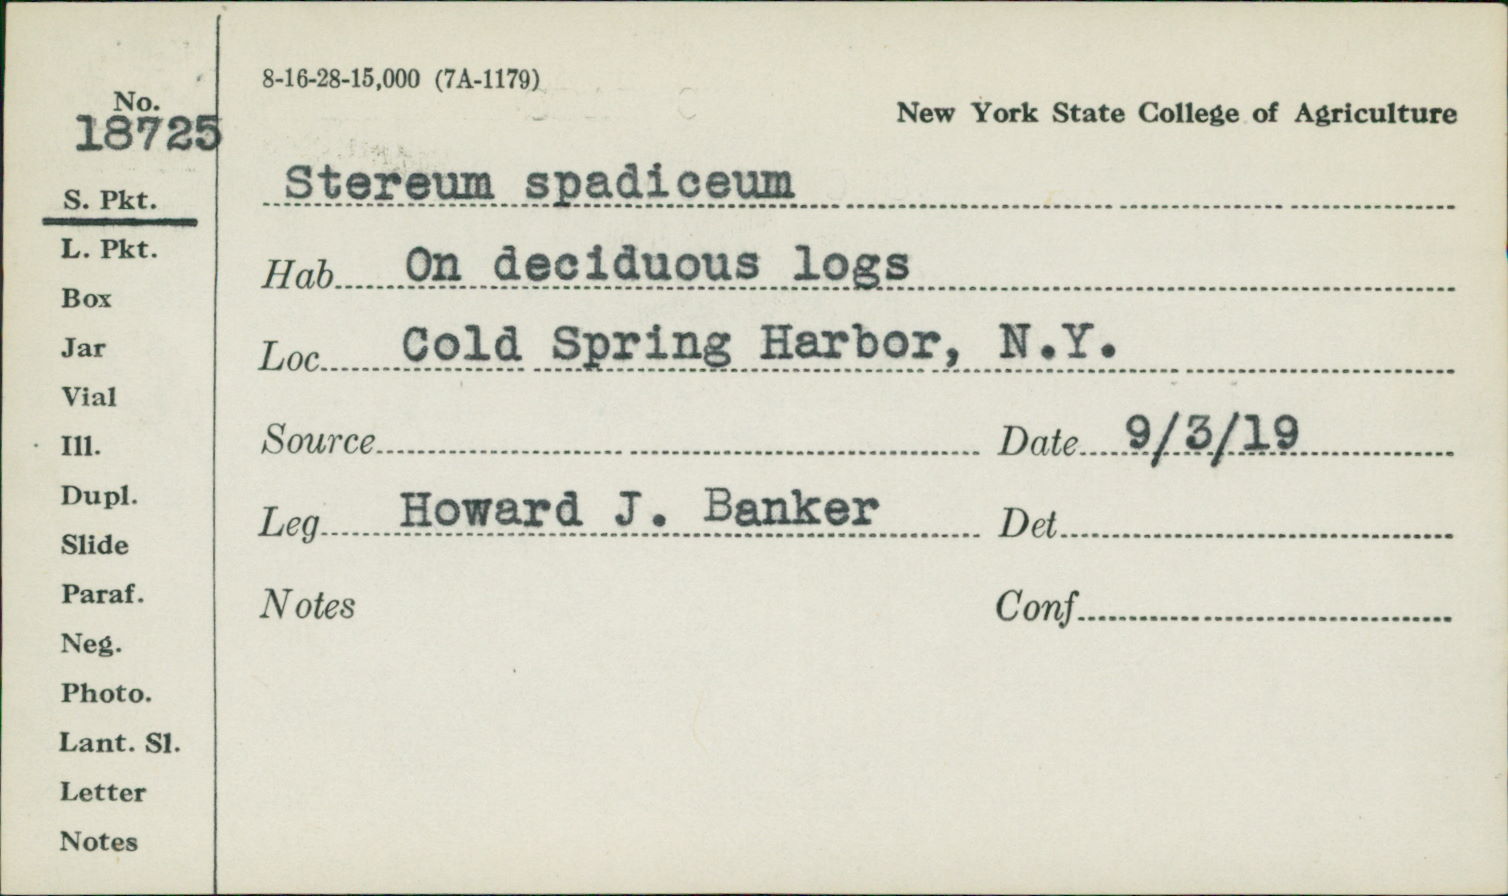 No.
18725
S. Pkt.
L. Pkt.
Box
Jar
Vial
Ill.
Dupl.
Slide
Paraf.
Neg.
Photo.
Lant. Sl.
Letter
Notes
8-16-28-15,000 (7A-1179)
New York State College of Agriculture
Stereum spadiceum
Hab. On deciduous logs
Loc. Cold Spring Harbor, N.Y.
Source Date 9/3/19
Leg. Howard J. Banker Det.
Notes Conf.